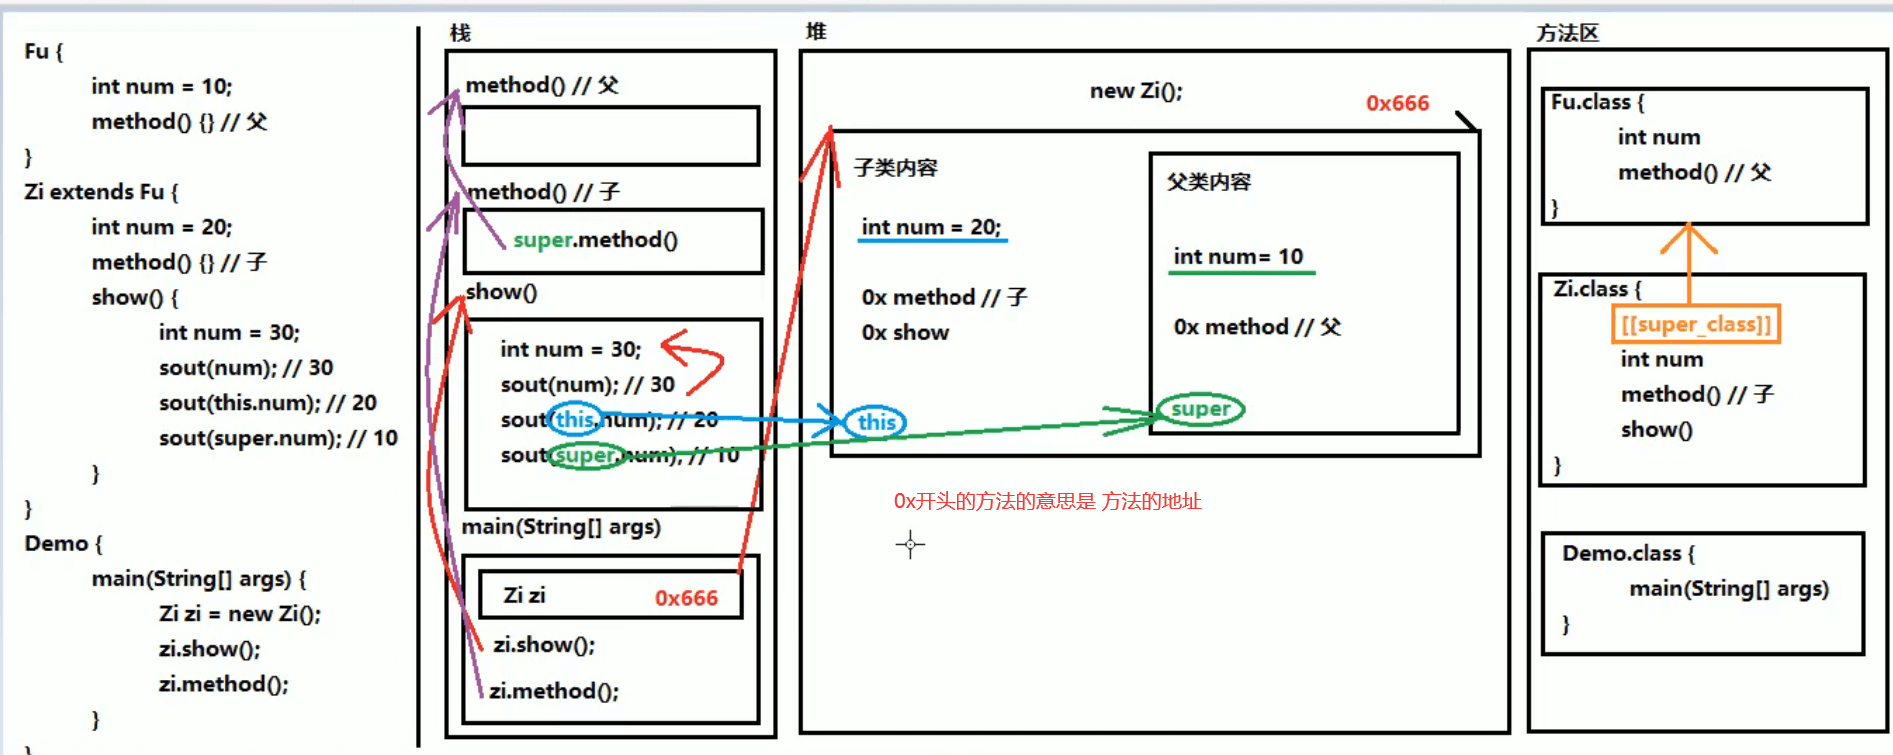 Fu {
int num = 10;
method() {} // 父
}
Zi extends Fu {
int num = 20;
method() {} // 子
show() {
int num = 30;
sout(num); // 30
sout(this.num); // 20
sout(super.num); // 10
}
}
Demo {
main(String[] args) {
Zi zi = new Zi();
zi.show();
zi.method();
}
}
栈
method() // 父
method() // 子
super.method()
show()
int num = 30;
sout(num); // 30
sout(this.num); // 20
sout(super.num); // 10
main(String[] args)
Zi zi 0x666
zi.show();
zi.method();
堆
new Zi();
0x666
子类内容
int num = 20;
0x method // 子
0x show
this
父类内容
int num= 10
0x method // 父
super
0x开头的方法的意思是 方法的地址
方法区
Fu.class {
int num
method() // 父
}
Zi.class {
[[super_class]]
int num
method() // 子
show()
}
Demo.class {
main(String[] args)
}